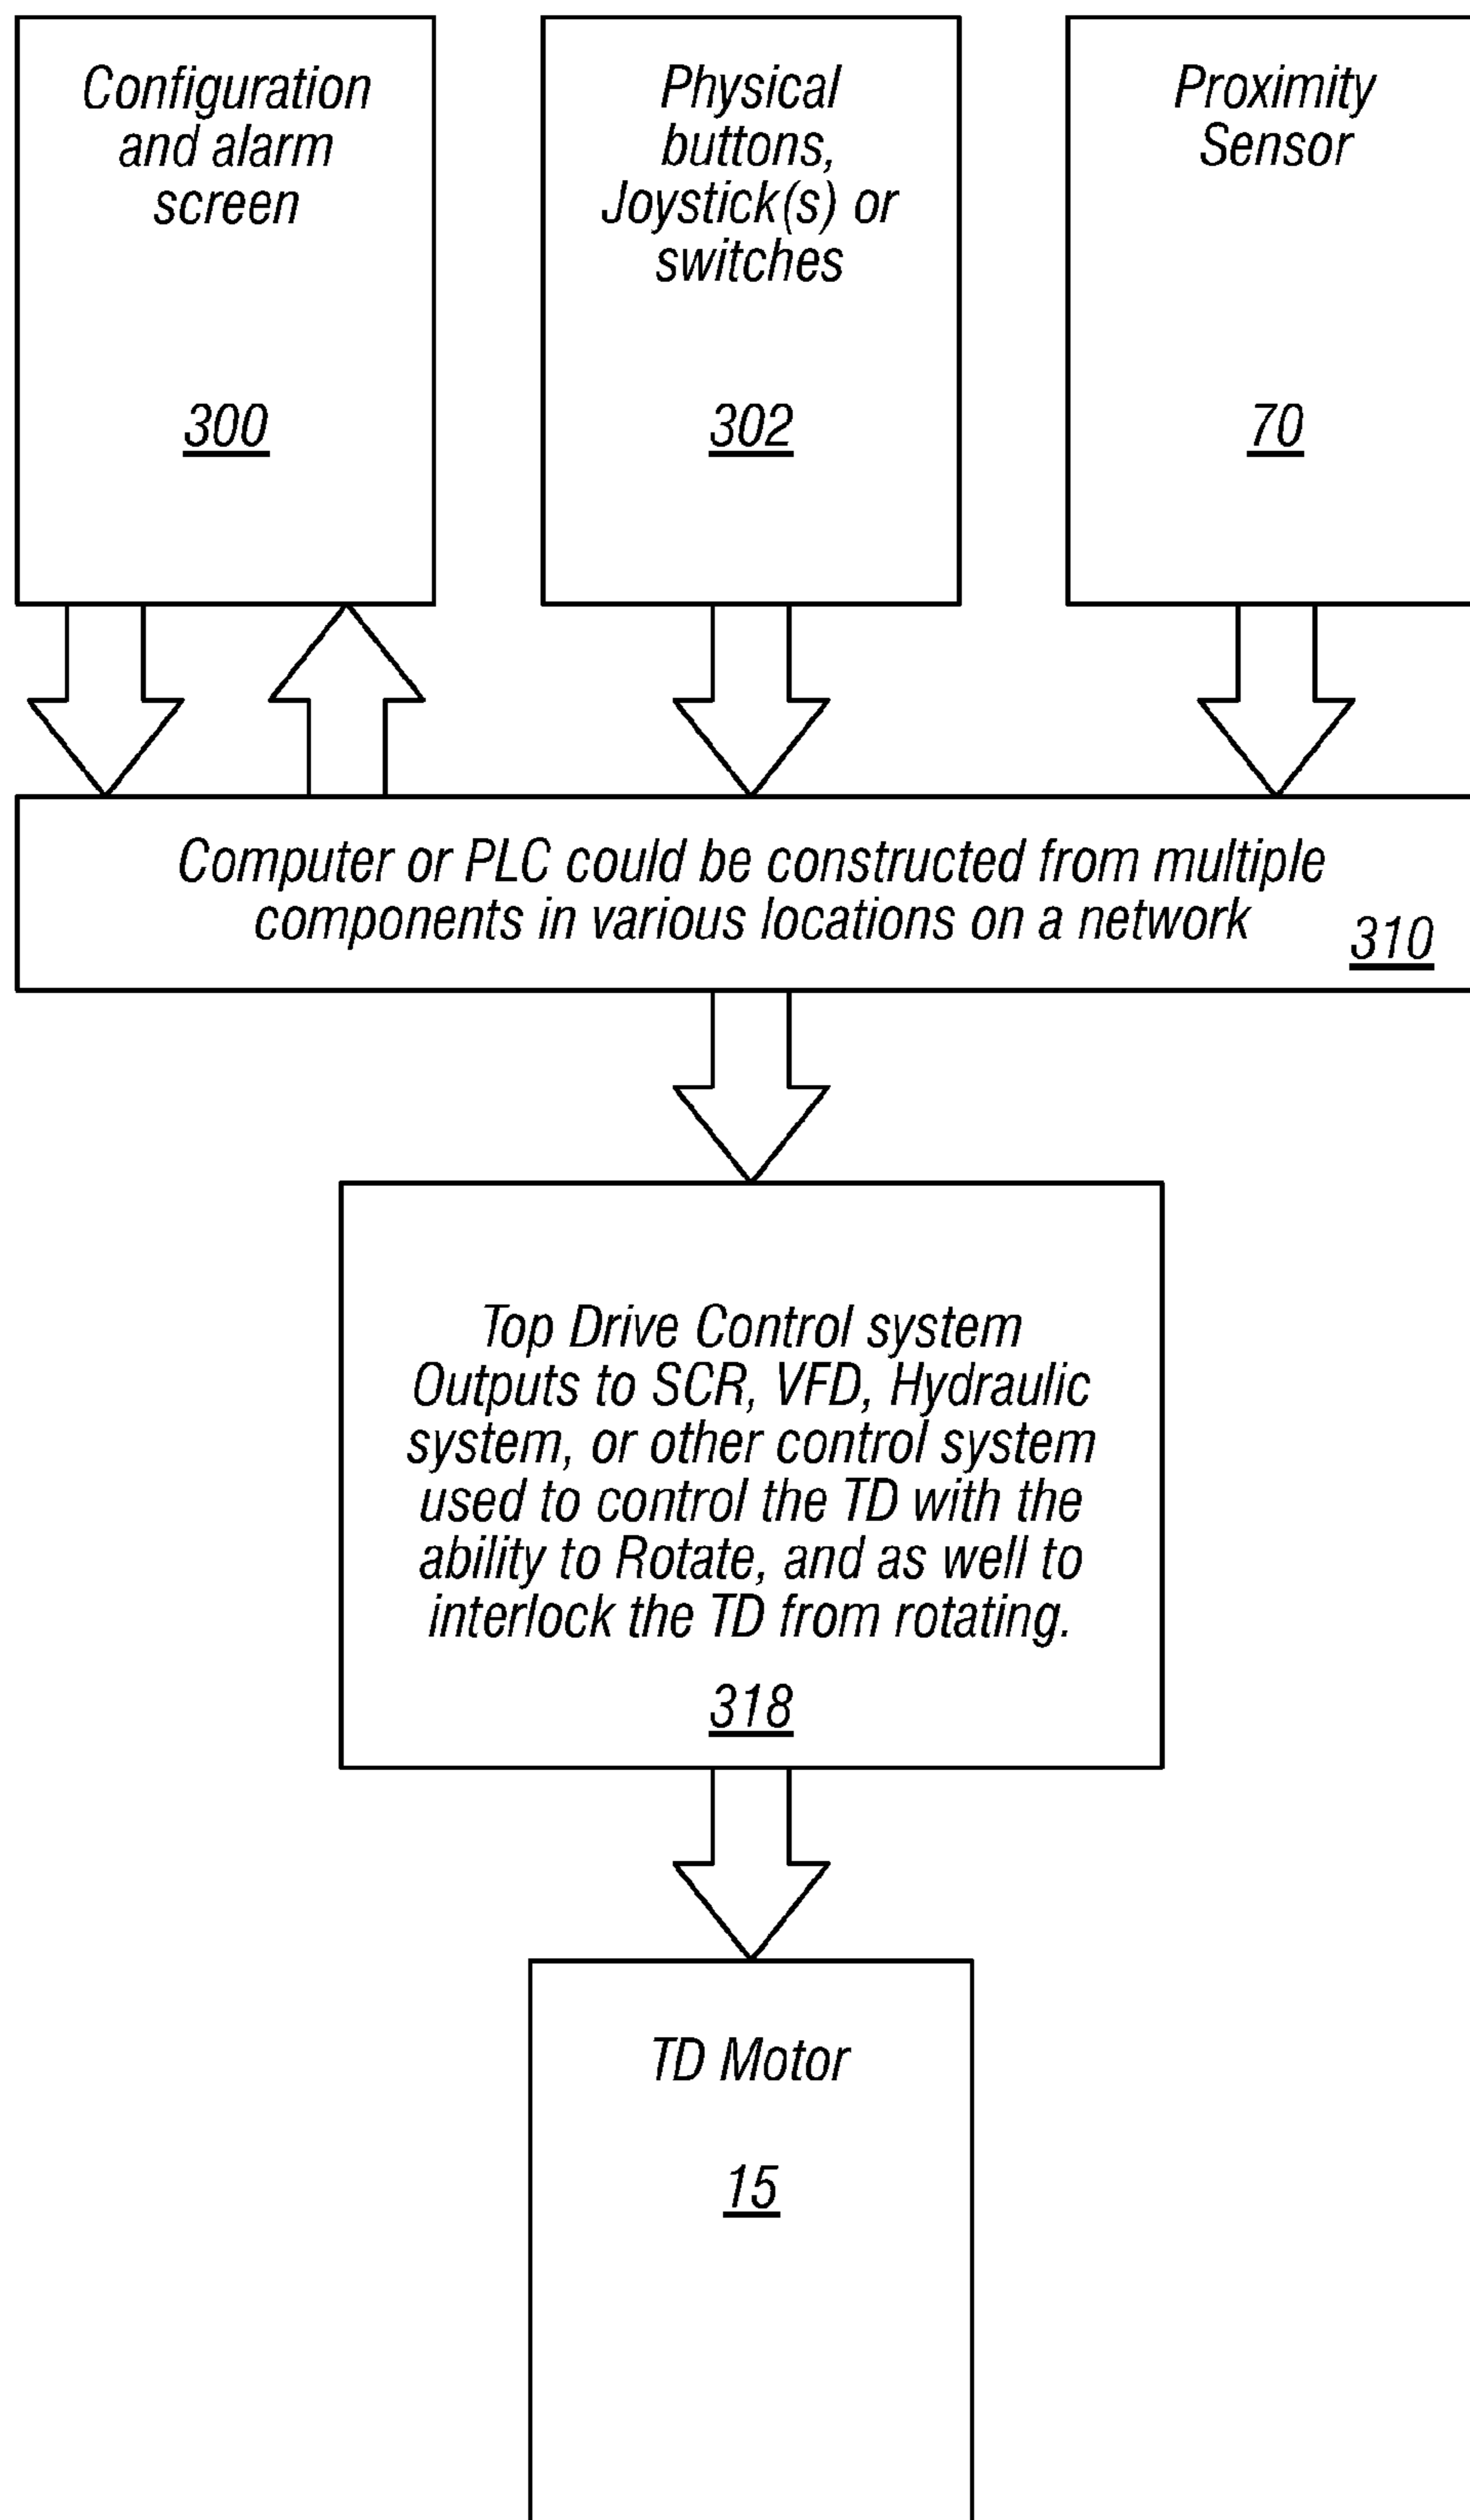 Configuration
and alarm
screen
300
Physical
buttons,
Joystick(s) or
switches
302
Proximity
Sensor
70
Computer or PLC could be constructed from multiple
components in various locations on a network
310
Top Drive Control system
Outputs to SCR, VFD, Hydraulic
system, or other control system
used to control the TD with the
ability to Rotate, and as well to
interlock the TD from rotating.
318
TD Motor
15